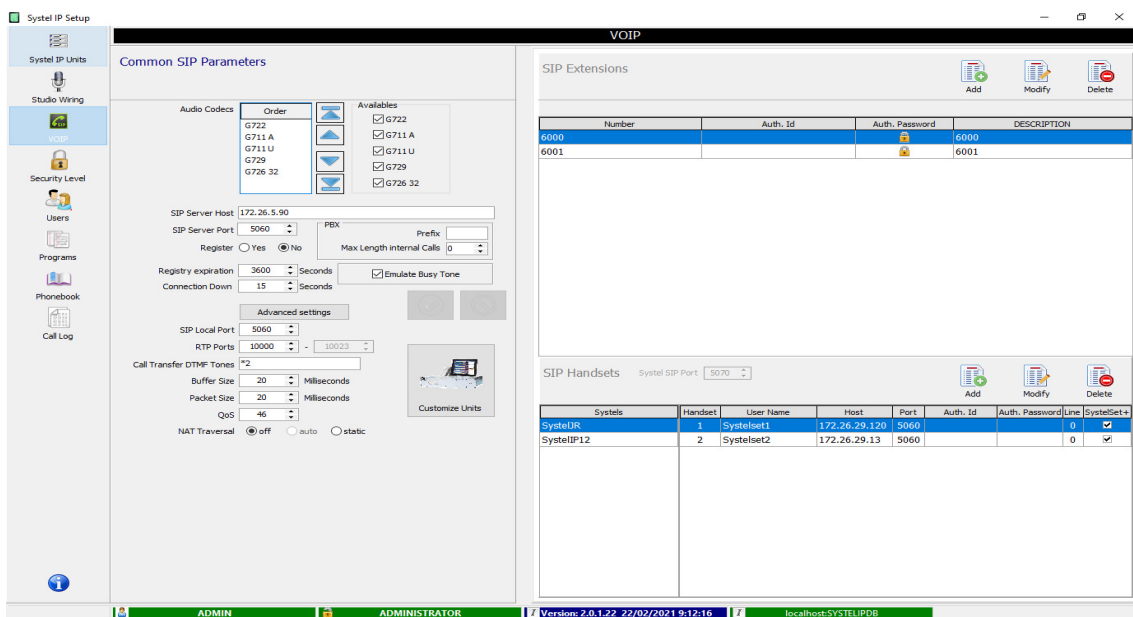 Systel IP Setup
VOIP
Systel IP Units
Studio Wiring
SIP
VOIP
Security Level
Users
Programs
Phonebook
Call Log
Common SIP Parameters
Audio Codecs
Order
G722
G711 A
G711 U
G729
G726 32
Availables
G722
G711 A
G711 U
G729
G726 32
SIP Server Host 172.26.5.90
SIP Server Port 5060
PBX
Prefix
Register Yes No
Max Length internal Calls 0
Registry expiration 3600 Seconds
Emulate Busy Tone
Connection Down 15 Seconds
Advanced settings
SIP Local Port 5060
RTP Ports 10000 - 10023
Call Transfer DTMF Tones *2
Buffer Size 20 Milliseconds
Packet Size 20 Milliseconds
QoS 46
NAT Traversal off auto static
Customize Units
SIP Extensions
Add Modify Delete
Number Auth. Id Auth. Password DESCRIPTION
6000 6000
6001 6001
SIP Handsets Systel SIP Port 5070
Add Modify Delete
Systels Handset User Name Host Port Auth. Id Auth. Password Line SystelSet+
SystelJR 1 Systelset1 172.26.29.120 5060 0
SystelIP12 2 Systelset2 172.26.29.13 5060 0
ADMIN ADMINISTRATOR Version: 2.0.1.22 22/02/2021 9:12:16 localhost:SYSTELIPDB